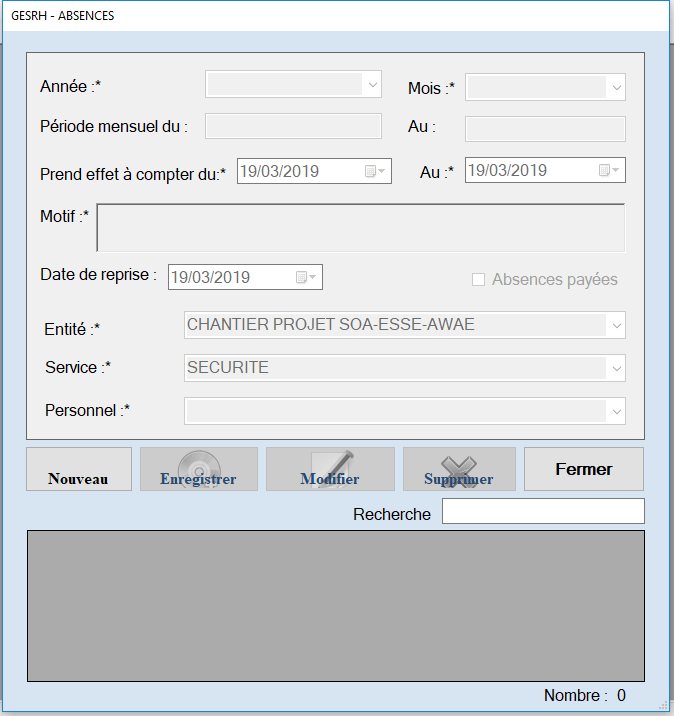 GESRH - ABSENCES
Année :* Mois :*
Période mensuel du : Au :
Prend effet à compter du:* 19/03/2019 Au :* 19/03/2019
Motif :*
Date de reprise : 19/03/2019 Absences payées
Entité :* CHANTIER PROJET SOA-ESSE-AWAE
Service :* SECURITE
Personnel :*
Nouveau Enregistrer Modifier Supprimer Fermer
Recherche
Nombre : 0